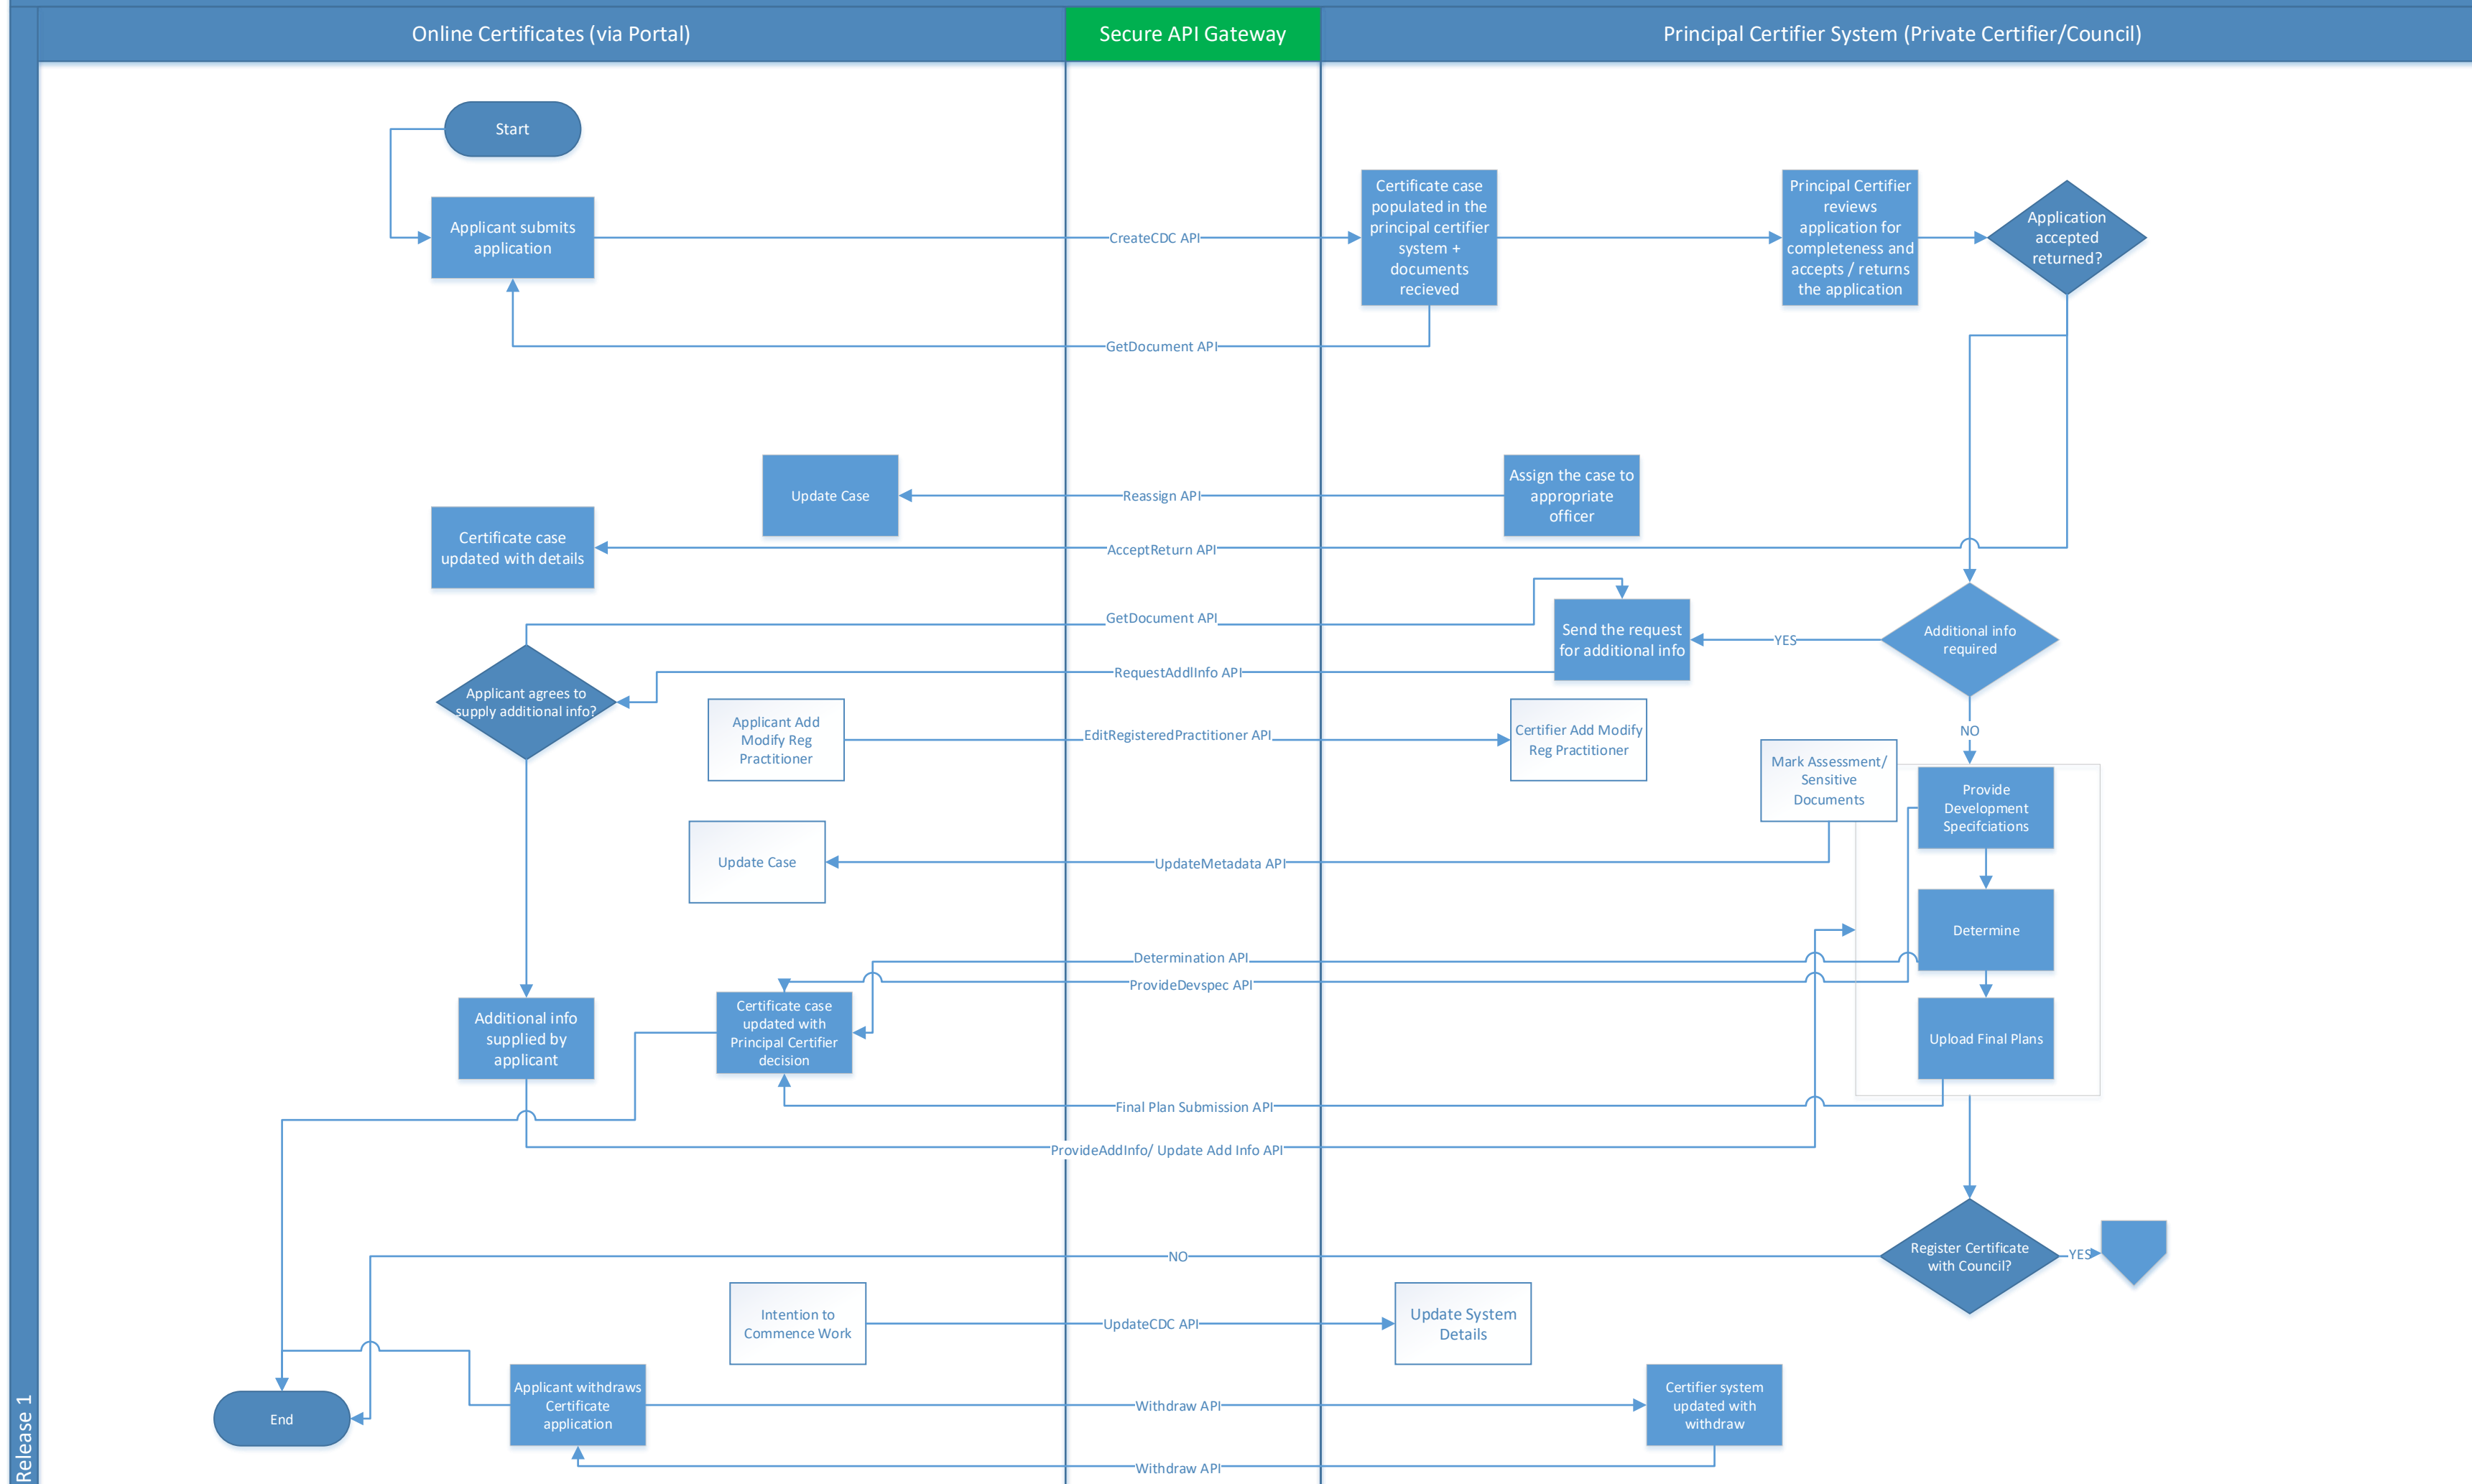 Online Certificates (via Portal)
Secure API Gateway
Principal Certifier System (Private Certifier/Council)
Release 1
Start
Applicant submits
application
CreateCDC API
Certificate case
populated in the
principal certifier
system +
documents
recieved
Principal Certifier
reviews
application for
completeness and
accepts / returns
the application
Application
accepted
returned?
GetDocument API
Update Case
Reassign API
Assign the case to
appropriate
officer
Certificate case
updated with details
AcceptReturn API
GetDocument API
Send the request
for additional info
YES
Additional info
required
RequestAddlInfo API
Applicant agrees to
supply additional info?
Applicant Add
Modify Reg
Practitioner
EditRegisteredPractitioner API
Certifier Add Modify
Reg Practitioner
NO
Mark Assessment/
Sensitive
Documents
Provide
Development
Specifciations
Update Case
UpdateMetadata API
Determine
Determination API
ProvideDevspec API
Additional info
supplied by
applicant
Certificate case
updated with
Principal Certifier
decision
Upload Final Plans
Final Plan Submission API
ProvideAddInfo/ Update Add Info API
NO
Register Certificate
with Council?
YES
Intention to
Commence Work
UpdateCDC API
Update System
Details
End
Applicant withdraws
Certificate
application
Withdraw API
Certifier system
updated with
withdraw
Withdraw API